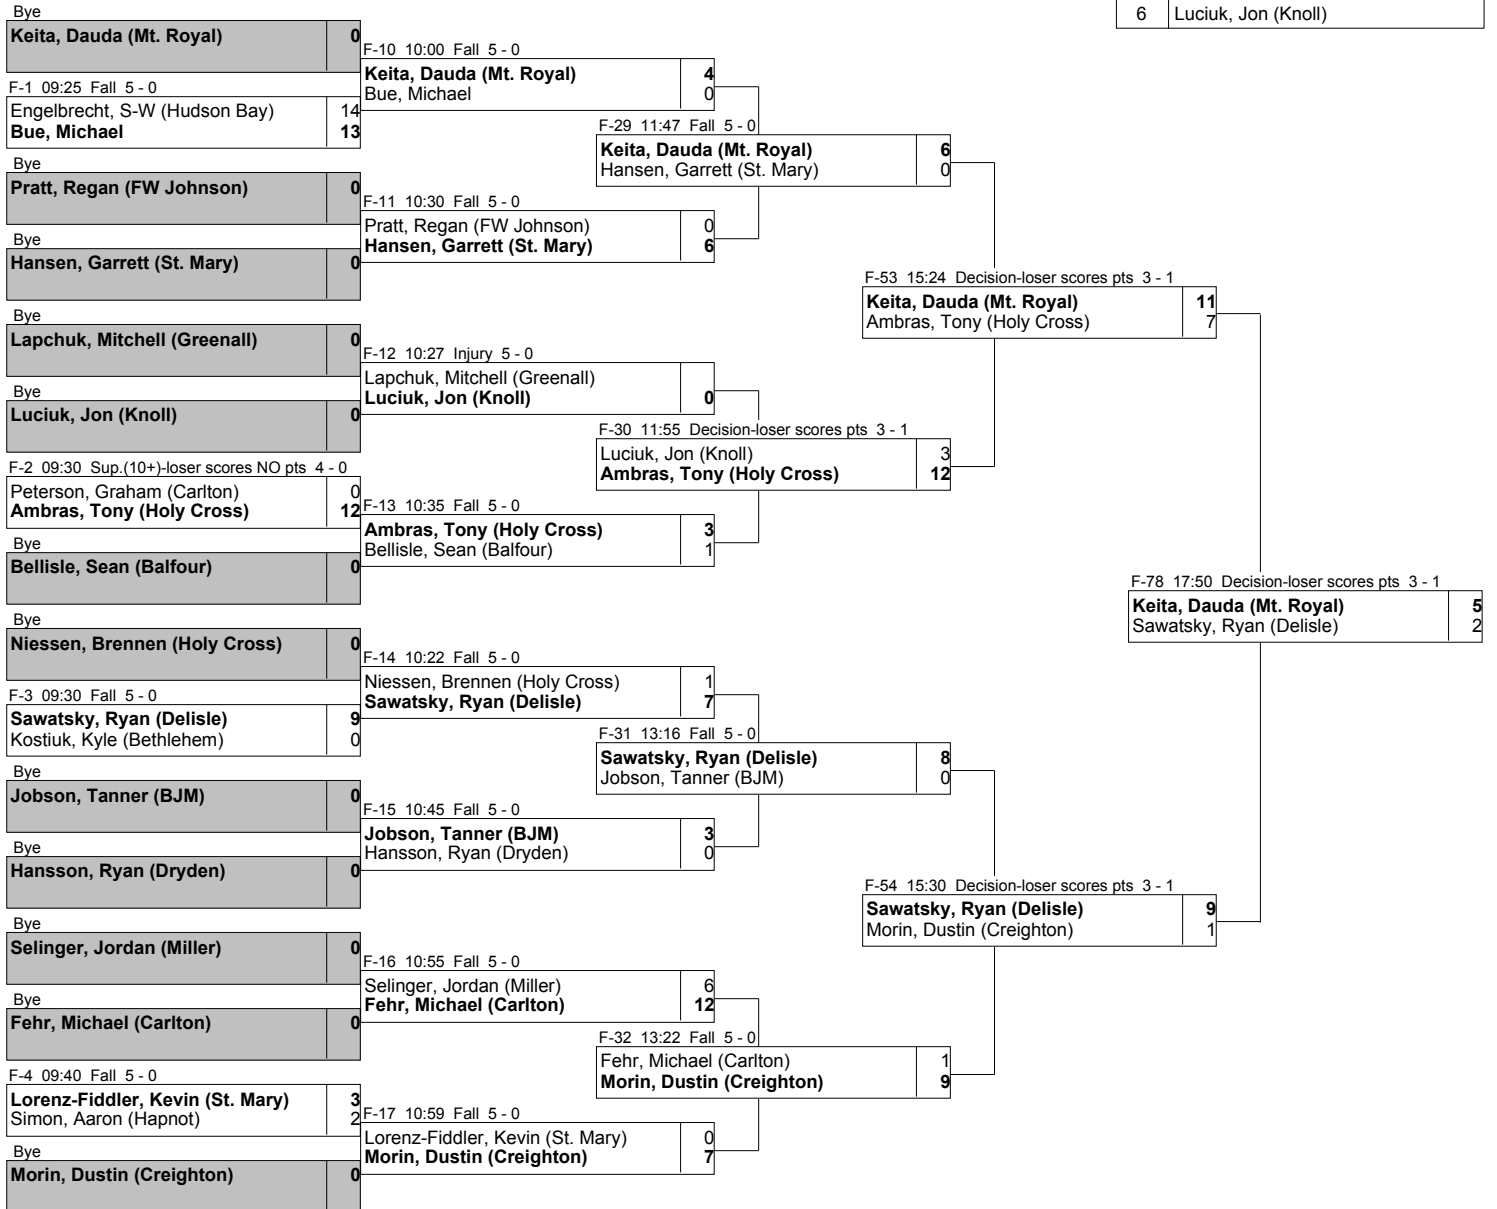 6 Luciuk, Jon (Knoll)
Bye
Keita, Dauda (Mt. Royal) 0
F-1 09:25 Fall 5 - 0
Engelbrecht, S-W (Hudson Bay) 14
Bue, Michael 13
Bye
Pratt, Regan (FW Johnson) 0
Bye
Hansen, Garrett (St. Mary) 0
Bye
Lapchuk, Mitchell (Greenall) 0
Bye
Luciuk, Jon (Knoll) 0
F-2 09:30 Sup.(10+)-loser scores NO pts 4 - 0
Peterson, Graham (Carlton) 0
Ambras, Tony (Holy Cross) 12
Bye
Bellisle, Sean (Balfour) 0
Bye
Niessen, Brennen (Holy Cross) 0
F-3 09:30 Fall 5 - 0
Sawatsky, Ryan (Delisle) 9
Kostiuk, Kyle (Bethlehem) 0
Bye
Jobson, Tanner (BJM) 0
Bye
Hansson, Ryan (Dryden) 0
Bye
Selinger, Jordan (Miller) 0
Bye
Fehr, Michael (Carlton) 0
F-4 09:40 Fall 5 - 0
Lorenz-Fiddler, Kevin (St. Mary) 3
Simon, Aaron (Hapnot) 2
Bye
Morin, Dustin (Creighton) 0
F-10 10:00 Fall 5 - 0
Keita, Dauda (Mt. Royal) 4
Bue, Michael 0
F-11 10:30 Fall 5 - 0
Pratt, Regan (FW Johnson) 0
Hansen, Garrett (St. Mary) 6
F-12 10:27 Injury 5 - 0
Lapchuk, Mitchell (Greenall)
Luciuk, Jon (Knoll) 0
F-13 10:35 Fall 5 - 0
Ambras, Tony (Holy Cross) 3
Bellisle, Sean (Balfour) 1
F-14 10:22 Fall 5 - 0
Niessen, Brennen (Holy Cross) 1
Sawatsky, Ryan (Delisle) 7
F-15 10:45 Fall 5 - 0
Jobson, Tanner (BJM) 3
Hansson, Ryan (Dryden) 0
F-16 10:55 Fall 5 - 0
Selinger, Jordan (Miller) 6
Fehr, Michael (Carlton) 12
F-17 10:59 Fall 5 - 0
Lorenz-Fiddler, Kevin (St. Mary) 0
Morin, Dustin (Creighton) 7
F-29 11:47 Fall 5 - 0
Keita, Dauda (Mt. Royal) 6
Hansen, Garrett (St. Mary) 0
F-30 11:55 Decision-loser scores pts 3 - 1
Luciuk, Jon (Knoll) 3
Ambras, Tony (Holy Cross) 12
F-31 13:16 Fall 5 - 0
Sawatsky, Ryan (Delisle) 8
Jobson, Tanner (BJM) 0
F-32 13:22 Fall 5 - 0
Fehr, Michael (Carlton) 1
Morin, Dustin (Creighton) 9
F-53 15:24 Decision-loser scores pts 3 - 1
Keita, Dauda (Mt. Royal) 11
Ambras, Tony (Holy Cross) 7
F-54 15:30 Decision-loser scores pts 3 - 1
Sawatsky, Ryan (Delisle) 9
Morin, Dustin (Creighton) 1
F-78 17:50 Decision-loser scores pts 3 - 1
Keita, Dauda (Mt. Royal) 5
Sawatsky, Ryan (Delisle) 2